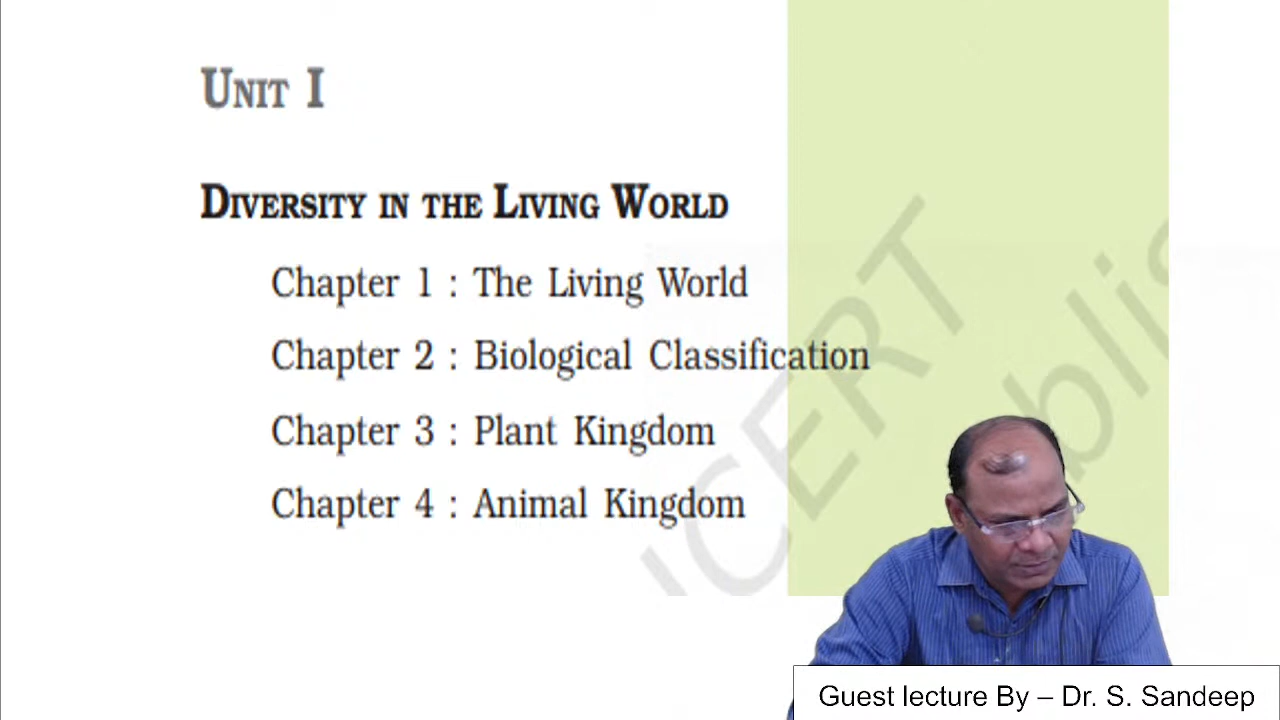 UNIT I
DIVERSITY IN THE LIVING WORLD
Chapter 1 : The Living World
Chapter 2 : Biological Classification
Chapter 3 : Plant Kingdom
Chapter 4 : Animal Kingdom
NCERT
Guest lecture By – Dr. S. Sandeep